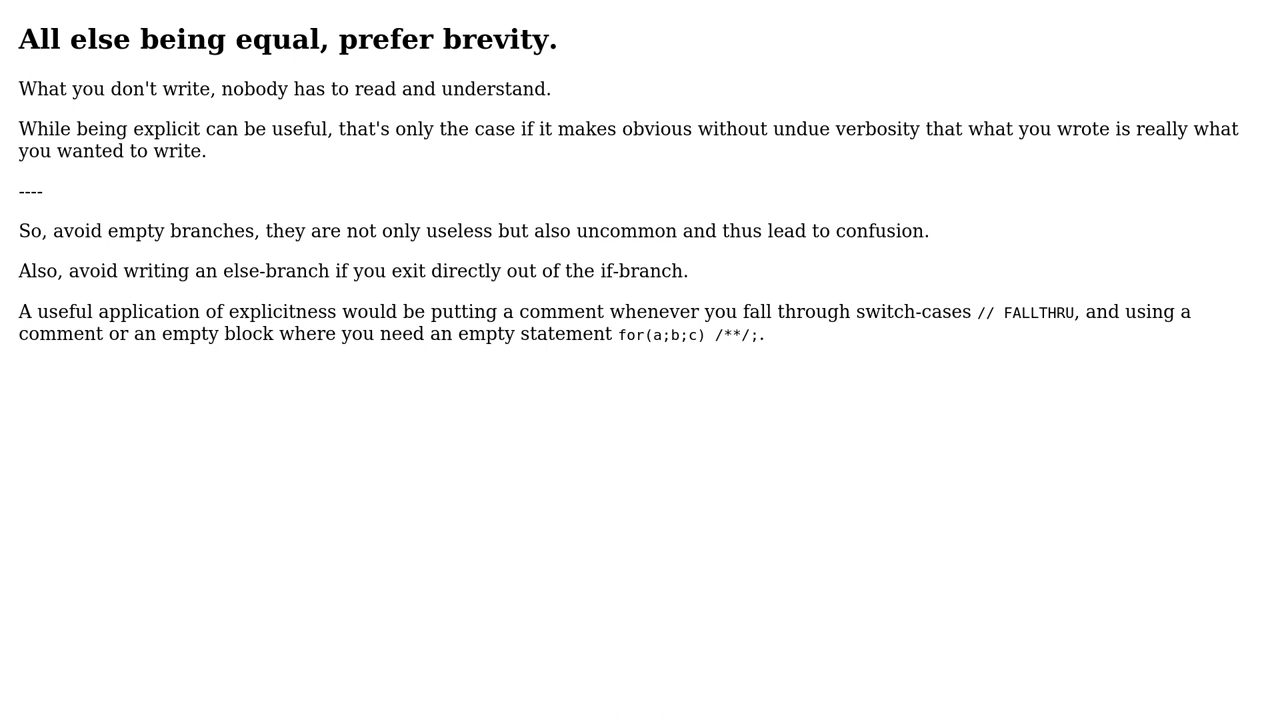 All else being equal, prefer brevity.
What you don't write, nobody has to read and understand.
While being explicit can be useful, that's only the case if it makes obvious without undue verbosity that what you wrote is really what
you wanted to write.
----
So, avoid empty branches, they are not only useless but also uncommon and thus lead to confusion.
Also, avoid writing an else-branch if you exit directly out of the if-branch.
A useful application of explicitness would be putting a comment whenever you fall through switch-cases // FALLTHRU, and using a
comment or an empty block where you need an empty statement for(a;b;c) /**/;.